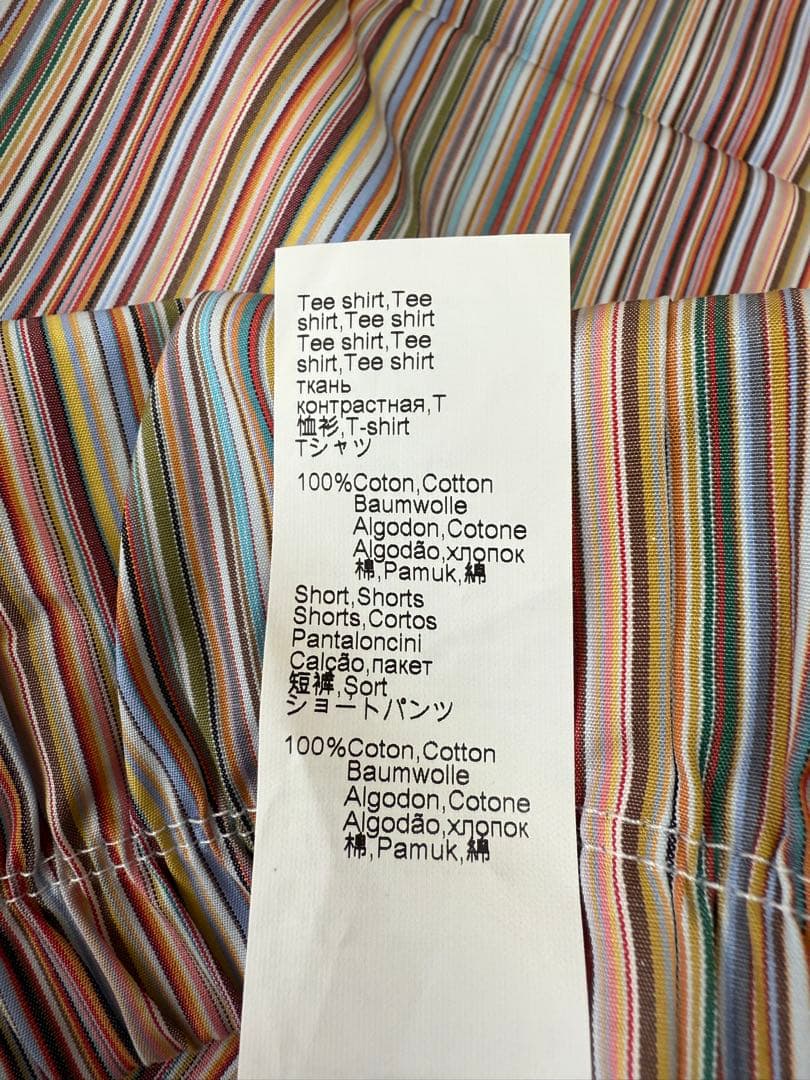 Tee shirt,Tee
shirt,Tee shirt
Tee shirt,Tee
shirt,Tee shirt
ткань
контрастная,T
恤衫,T-shirt
Tシャツ
100%Coton,Cotton
Baumwolle
Algodon,Cotone
Algodão,хлопок
棉,Pamuk,綿
Short,Shorts
Shorts,Cortos
Pantaloncini
Calcão,пакет
短裤,Şort
ショートパンツ
100%Coton,Cotton
Baumwolle
Algodon,Cotone
Algodão,хлопок
棉,Pamuk,綿